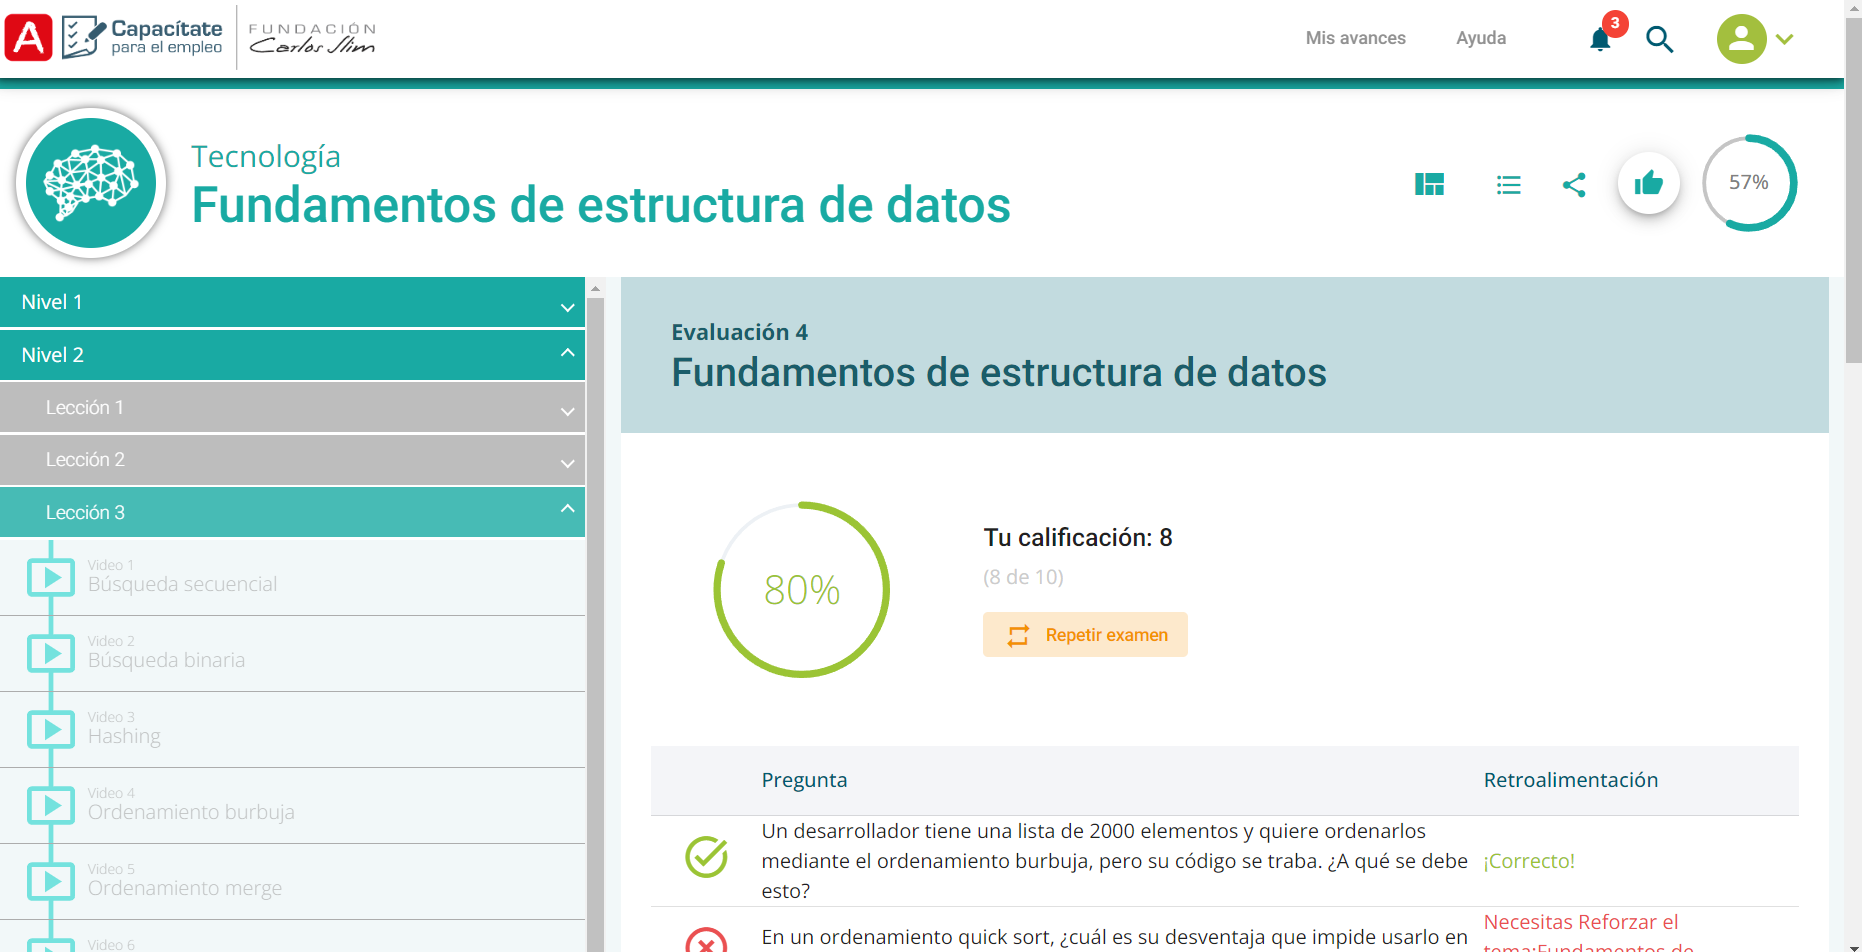 A Capacítate
para el empleo
FUNDACIÓN
Carlos Slim
Mis avances
Ayuda
3
Tecnología
Fundamentos de estructura de datos
57%
Nivel 1
Nivel 2
Lección 1
Lección 2
Lección 3
Video 1
Búsqueda secuencial
Video 2
Búsqueda binaria
Video 3
Hashing
Video 4
Ordenamiento burbuja
Video 5
Ordenamiento merge
Video 6
Evaluación 4
Fundamentos de estructura de datos
80%
Tu calificación: 8
(8 de 10)
Repetir examen
Pregunta
Retroalimentación
Un desarrollador tiene una lista de 2000 elementos y quiere ordenarlos
mediante el ordenamiento burbuja, pero su código se traba. ¿A qué se debe
esto?
¡Correcto!
En un ordenamiento quick sort, ¿cuál es su desventaja que impide usarlo en
Necesitas Reforzar el
tema:Fundamentos de